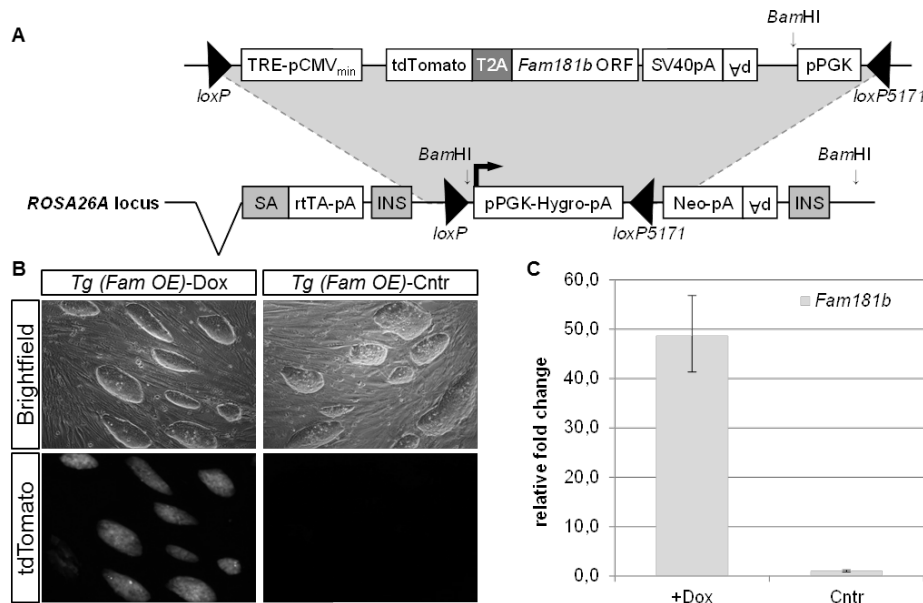 A
BamHI
TRE-pCMVmin
tdTomato
T2A
Fam181b ORF
SV40pA
pA
pPGK
loxP
loxP5171
BamHI
BamHI
ROSA26A locus
SA
rtTA-pA
INS
pPGK-Hygro-pA
Neo-pA
pA
INS
loxP
loxP5171
B
Tg (Fam OE)-Dox
Tg (Fam OE)-Cntr
Brightfield
tdTomato
C
relative fold change
60,0
50,0
40,0
30,0
20,0
10,0
0,0
Fam181b
+Dox
Cntr